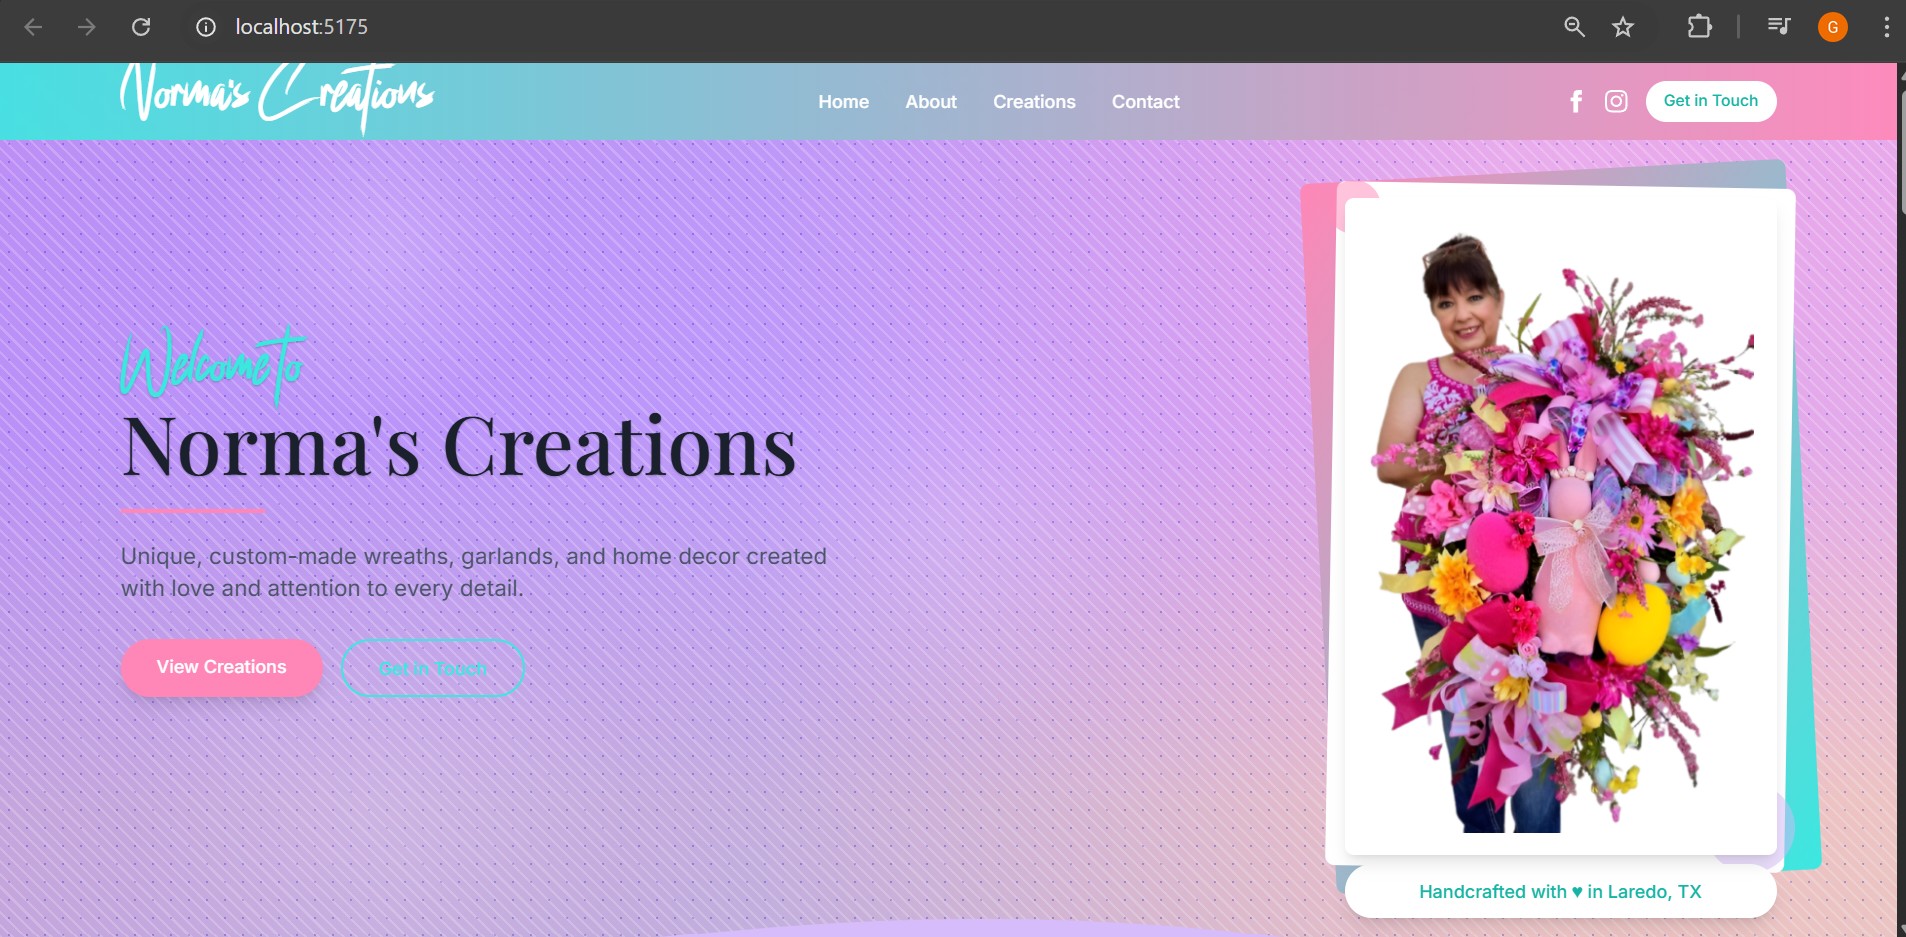 localhost:5175
G
Norma's Creations
Home About Creations Contact
Get in Touch
Welcome To
Norma's Creations
Unique, custom-made wreaths, garlands, and home decor created
with love and attention to every detail.
View Creations Get in Touch
Handcrafted with ♥ in Laredo, TX